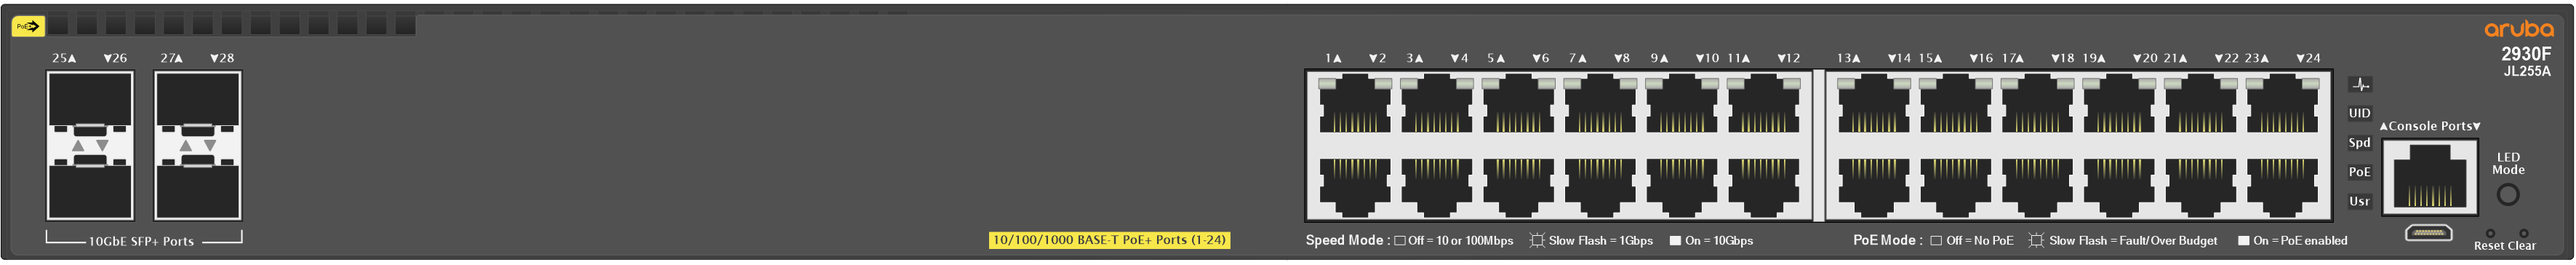 PoE+
25▲ ▼26 27▲ ▼28
10GbE SFP+ Ports
10/100/1000 BASE-T PoE+ Ports (1-24)
1▲ ▼2 3▲ ▼4 5▲ ▼6 7▲ ▼8 9▲ ▼10 11▲ ▼12 13▲ ▼14 15▲ ▼16 17▲ ▼18 19▲ ▼20 21▲ ▼22 23▲ ▼24
Speed Mode : Off = 10 or 100Mbps Slow Flash = 1Gbps On = 10Gbps
PoE Mode : Off = No PoE Slow Flash = Fault/Over Budget On = PoE enabled
UID
Spd
PoE
Usr
aruba
2930F
JL255A
▲Console Ports▼
LED
Mode
Reset Clear